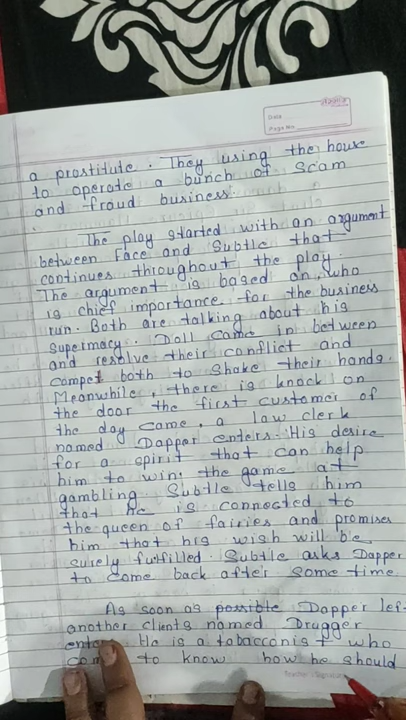 Date
Page No.
a prostitute. They using the house
to operate a bunch of scam
and fraud business.
The play started with an argument
between Face and Subtle that
continues throughout the play.
The argument is based on, who
is chief importance for the business
run. Both are talking about his
supermacy. Doll came in between
and resolve their conflict and
compet both to shake their hands.
Meanwhile, there is knock on
the door the first customer of
the day came, a law clerk
named Dapper enters. His desire
for a spirit that can help
him to win the game at
gambling. Subtle tells him
that he is connected to
the queen of fairies and promises
him that his wish will be
surely fulfilled. Subtle asks Dapper
to come back after some time.
As soon as possible Dapper lef
another clients named Drugger
He is a tobacconist who
to know how he should